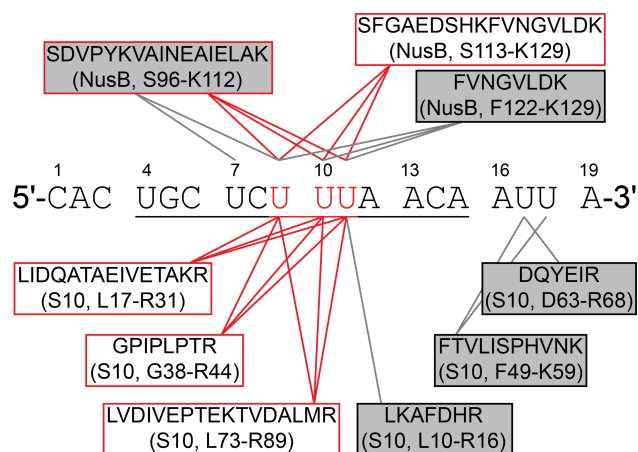 SDVPYKVAINEAIELAK
(NusB, S96-K112)
SFGAEDSHKFVNGVLDK
(NusB, S113-K129)
FVNGVLDK
(NusB, F122-K129)
1 4 7 10 13 16 19
5'-CAC UGC UCU UUA ACA AUU A-3'
LIDQATAEIVETAKR
(S10, L17-R31)
DQYEIR
(S10, D63-R68)
GPIPLPTR
(S10, G38-R44)
FTVLISPHVNK
(S10, F49-K59)
LVDIVEPTEKTVDALMR
(S10, L73-R89)
LKAFDHR
(S10, L10-R16)